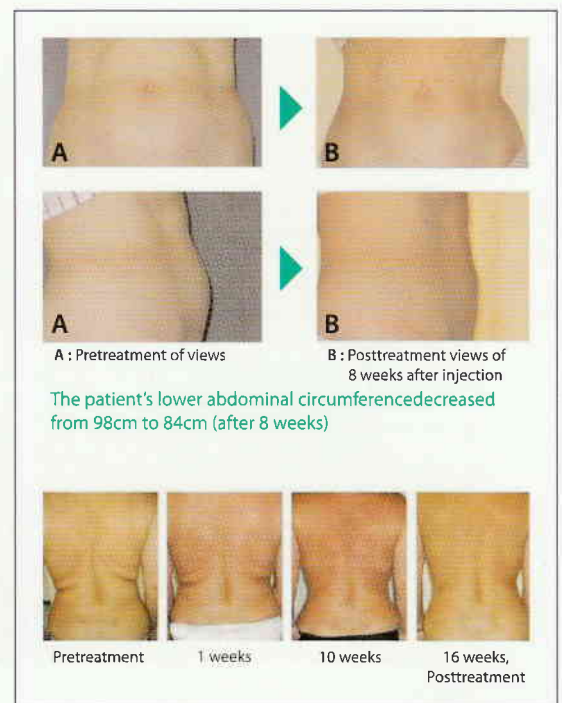 A
B
A
B
A : Pretreatment of views
B : Posttreatment views of
8 weeks after injection
The patient's lower abdominal circumferencedecreased
from 98cm to 84cm (after 8 weeks)
Pretreatment
1 weeks
10 weeks
16 weeks,
Posttreatment